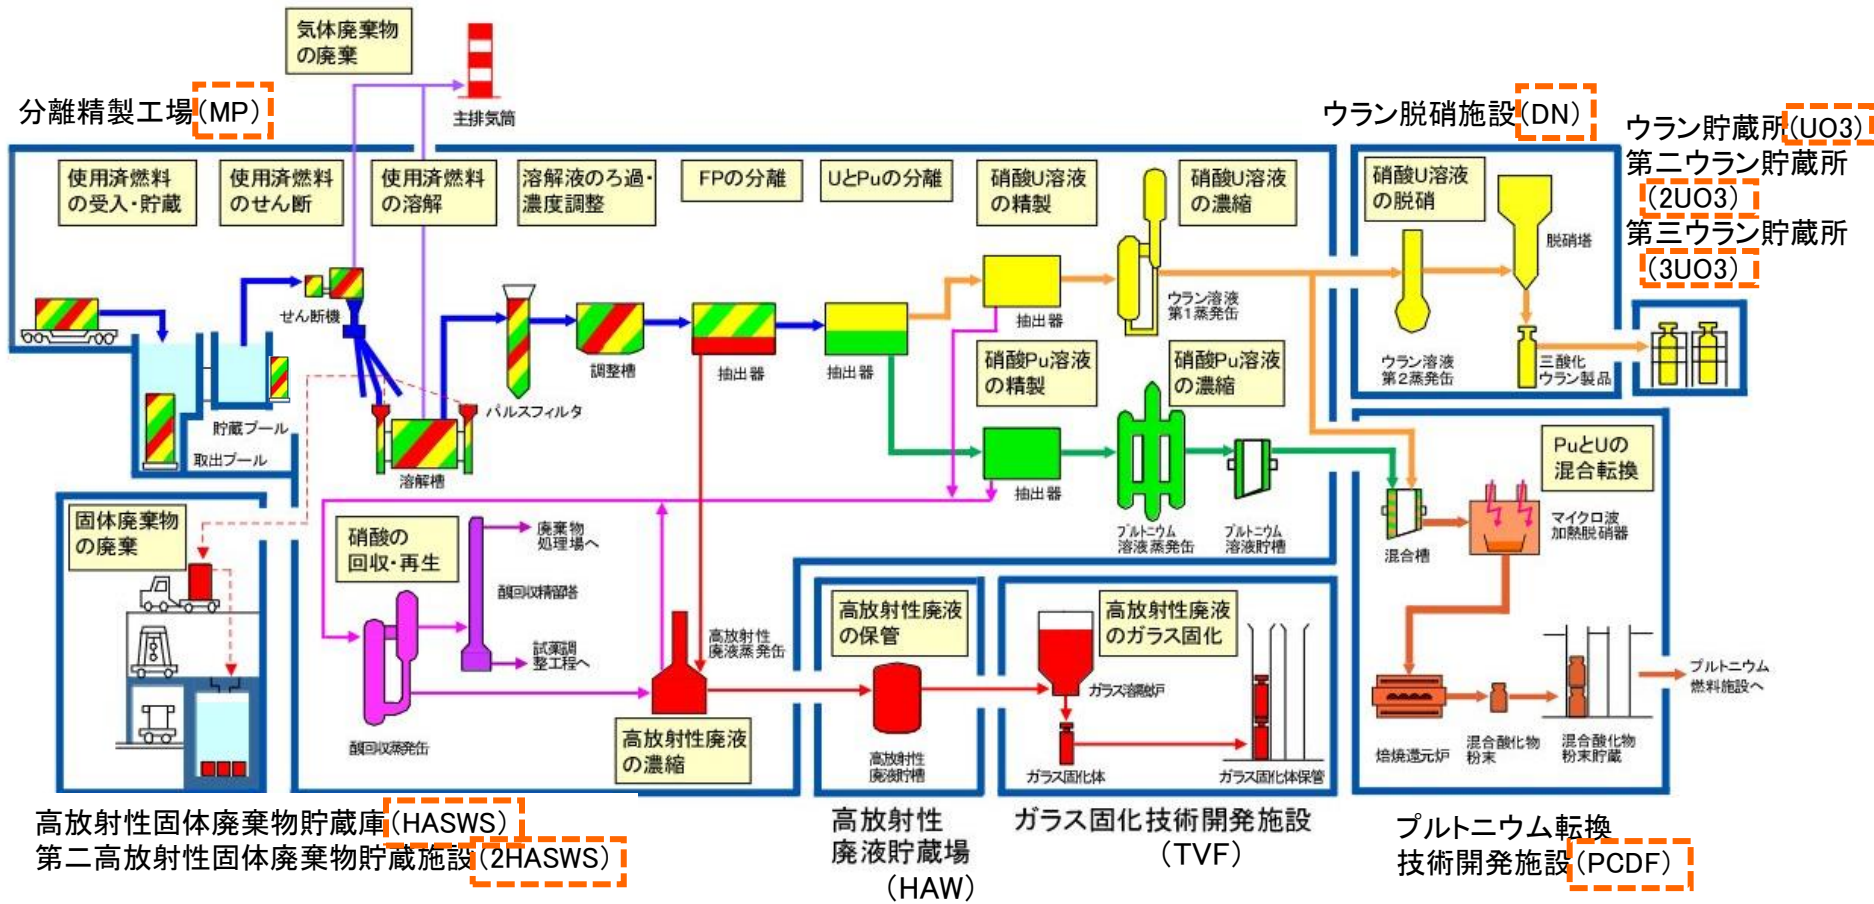 気体廃棄物
の廃棄
主排気筒
分離精製工場(MP)
ウラン脱硝施設(DN)
ウラン貯蔵所(UO3)
第二ウラン貯蔵所
(2UO3)
第三ウラン貯蔵所
(3UO3)
使用済燃料
の受入・貯蔵
使用済燃料
のせん断
使用済燃料
の溶解
溶解液のろ過・
濃度調整
FPの分離
UとPuの分離
硝酸U溶液
の精製
硝酸U溶液
の濃縮
硝酸U溶液
の脱硝
脱硝塔
せん断機
貯蔵プール
取出プール
溶解槽
パルスフィルタ
調整槽
抽出器
抽出器
抽出器
ウラン溶液
第1蒸発缶
ウラン溶液
第2蒸発缶
三酸化
ウラン製品
硝酸Pu溶液
の精製
硝酸Pu溶液
の濃縮
抽出器
プルトニウム
溶液蒸発缶
プルトニウム
溶液貯槽
PuとUの
混合転換
混合槽
マイクロ波
加熱脱硝器
固体廃棄物
の廃棄
硝酸の
回収・再生
廃棄物
処理場へ
酸回収精留塔
試薬調
整工程へ
酸回収蒸発缶
高放射性
廃液蒸発缶
高放射性廃液
の濃縮
高放射性廃液
の保管
高放射性
廃液貯槽
高放射性廃液
のガラス固化
ガラス溶融炉
ガラス固化体
ガラス固化体保管
焙焼還元炉
混合酸化物
粉末
混合酸化物
粉末貯蔵
プルトニウム
燃料施設へ
高放射性固体廃棄物貯蔵庫(HASWS)
第二高放射性固体廃棄物貯蔵施設(2HASWS)
高放射性
廃液貯蔵場
(HAW)
ガラス固化技術開発施設
(TVF)
プルトニウム転換
技術開発施設(PCDF)